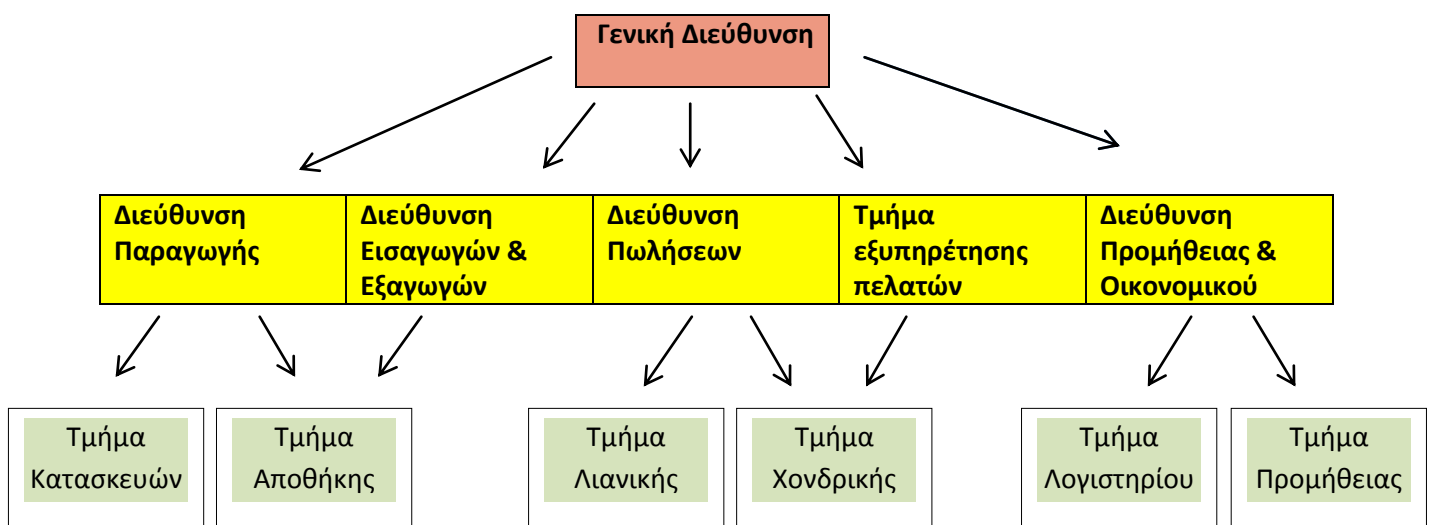 Γενική Διεύθυνση
Διεύθυνση
Παραγωγής
Διεύθυνση
Εισαγωγών &
Εξαγωγών
Διεύθυνση
Πωλήσεων
Τμήμα
εξυπηρέτησης
πελατών
Διεύθυνση
Προμήθειας &
Οικονομικού
Τμήμα
Κατασκευών
Τμήμα
Αποθήκης
Τμήμα
Λιανικής
Τμήμα
Χονδρικής
Τμήμα
Λογιστηρίου
Τμήμα
Προμήθειας